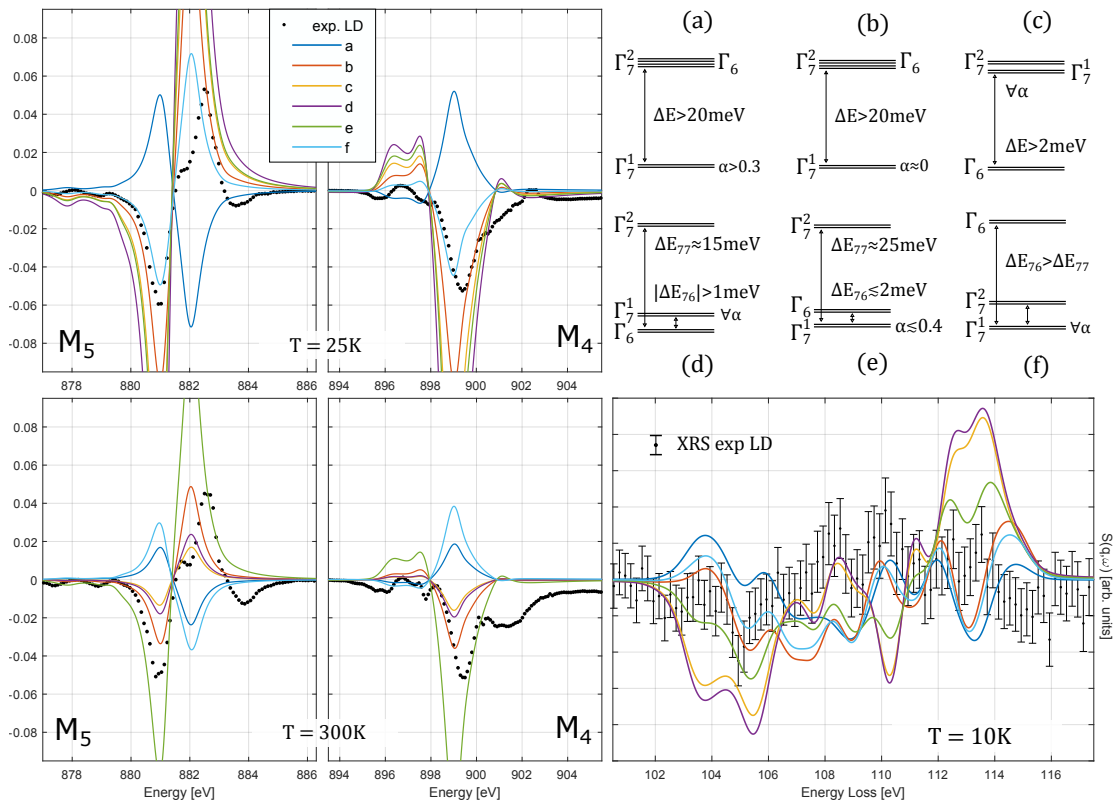 exp. LD
a
b
c
d
e
f
0.08
0.06
0.04
0.02
0
-0.02
-0.04
-0.06
-0.08
M5
T = 25K
M4
878 880 882 884 886
894 896 898 900 902 904
0.08
0.06
0.04
0.02
0
-0.02
-0.04
-0.06
-0.08
M5
T = 300K
M4
878 880 882 884 886
894 896 898 900 902 904
Energy [eV]
Energy [eV]
(a)
(b)
(c)
Γ₇² Γ₆
ΔE>20meV
Γ₇¹ α>0.3
Γ₇² Γ₆
ΔE>20meV
Γ₇¹ α≈0
Γ₇² Γ₇¹
∀α
ΔE>2meV
Γ₆
Γ₇²
ΔE₇₇≈15meV
|ΔE₇₆|>1meV
Γ₇¹ ∀α
Γ₆
Γ₇²
ΔE₇₇≈25meV
ΔE₇₆≲2meV
Γ₆
Γ₇¹ α≲0.4
Γ₆
ΔE₇₆>ΔE₇₇
Γ₇²
Γ₇¹ ∀α
(d)
(e)
(f)
XRS exp LD
T = 10K
102 104 106 108 110 112 114 116
Energy Loss [eV]
S(q,ω) [arb. units]